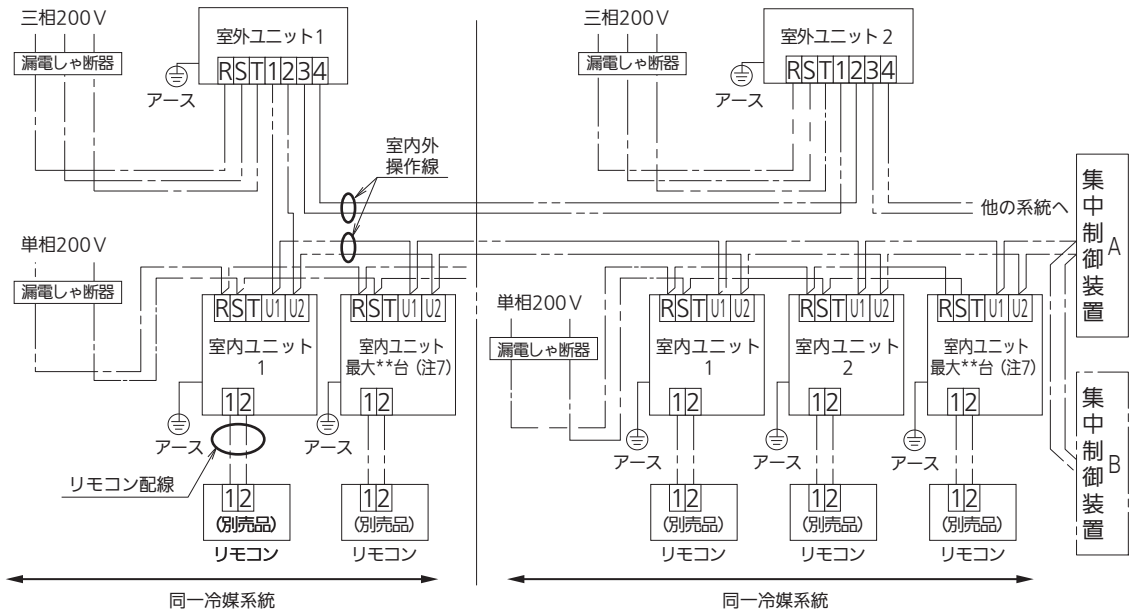 三相200V
漏電しゃ断器
アース
室外ユニット1
RST1234
室内外
操作線
単相200V
漏電しゃ断器
RSTU1U2
室内ユニット
1
12
アース
リモコン配線
12
(別売品)
リモコン
RSTU1U2
室内ユニット
最大**台(注7)
12
アース
12
(別売品)
リモコン
同一冷媒系統
三相200V
漏電しゃ断器
アース
室外ユニット2
RST1234
他の系統へ
単相200V
漏電しゃ断器
RSTU1U2
室内ユニット
1
12
アース
12
(別売品)
リモコン
RSTU1U2
室内ユニット
2
12
アース
12
(別売品)
リモコン
RSTU1U2
室内ユニット
最大**台(注7)
12
アース
12
(別売品)
リモコン
同一冷媒系統
集中制御装置
A
集中制御装置
B